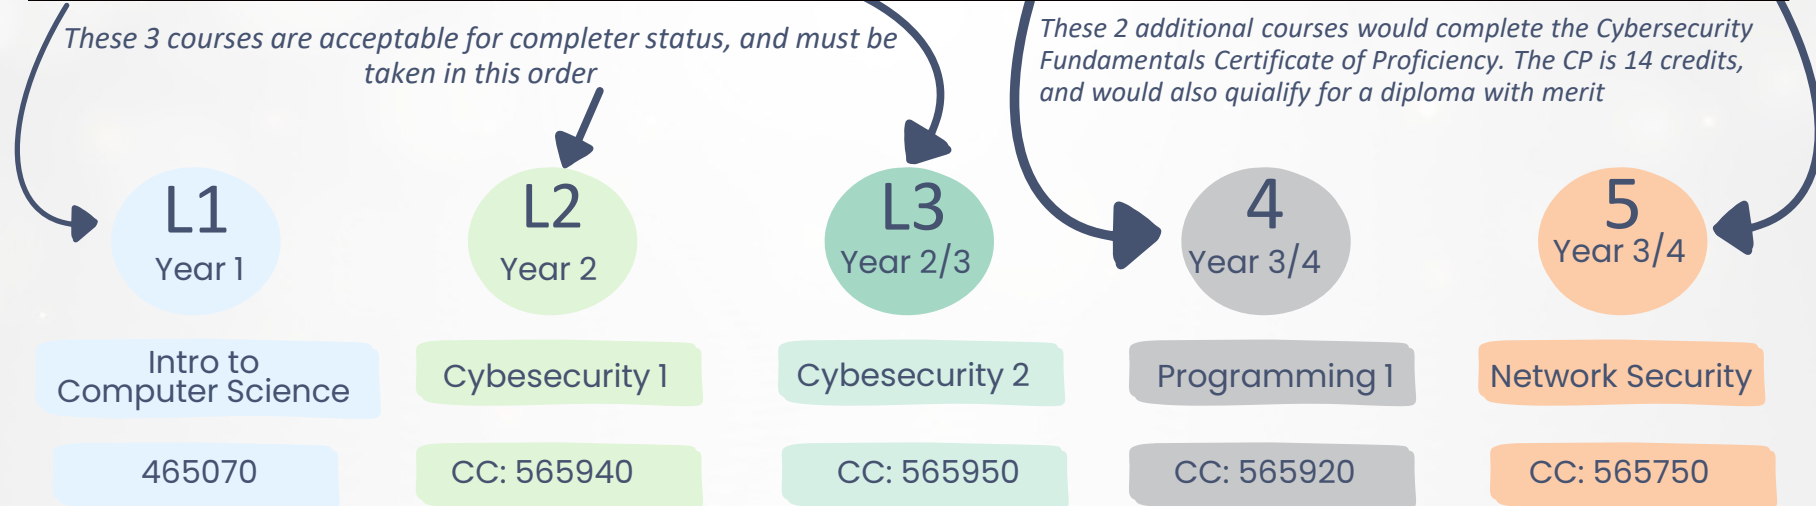 These 3 courses are acceptable for completer status, and must be
taken in this order
These 2 additional courses would complete the Cybersecurity
Fundamentals Certificate of Proficiency. The CP is 14 credits,
and would also quialify for a diploma with merit
L1
Year 1
L2
Year 2
L3
Year 2/3
4
Year 3/4
5
Year 3/4
Intro to
Computer Science
Cybesecurity 1
Cybesecurity 2
Programming 1
Network Security
465070
CC: 565940
CC: 565950
CC: 565920
CC: 565750